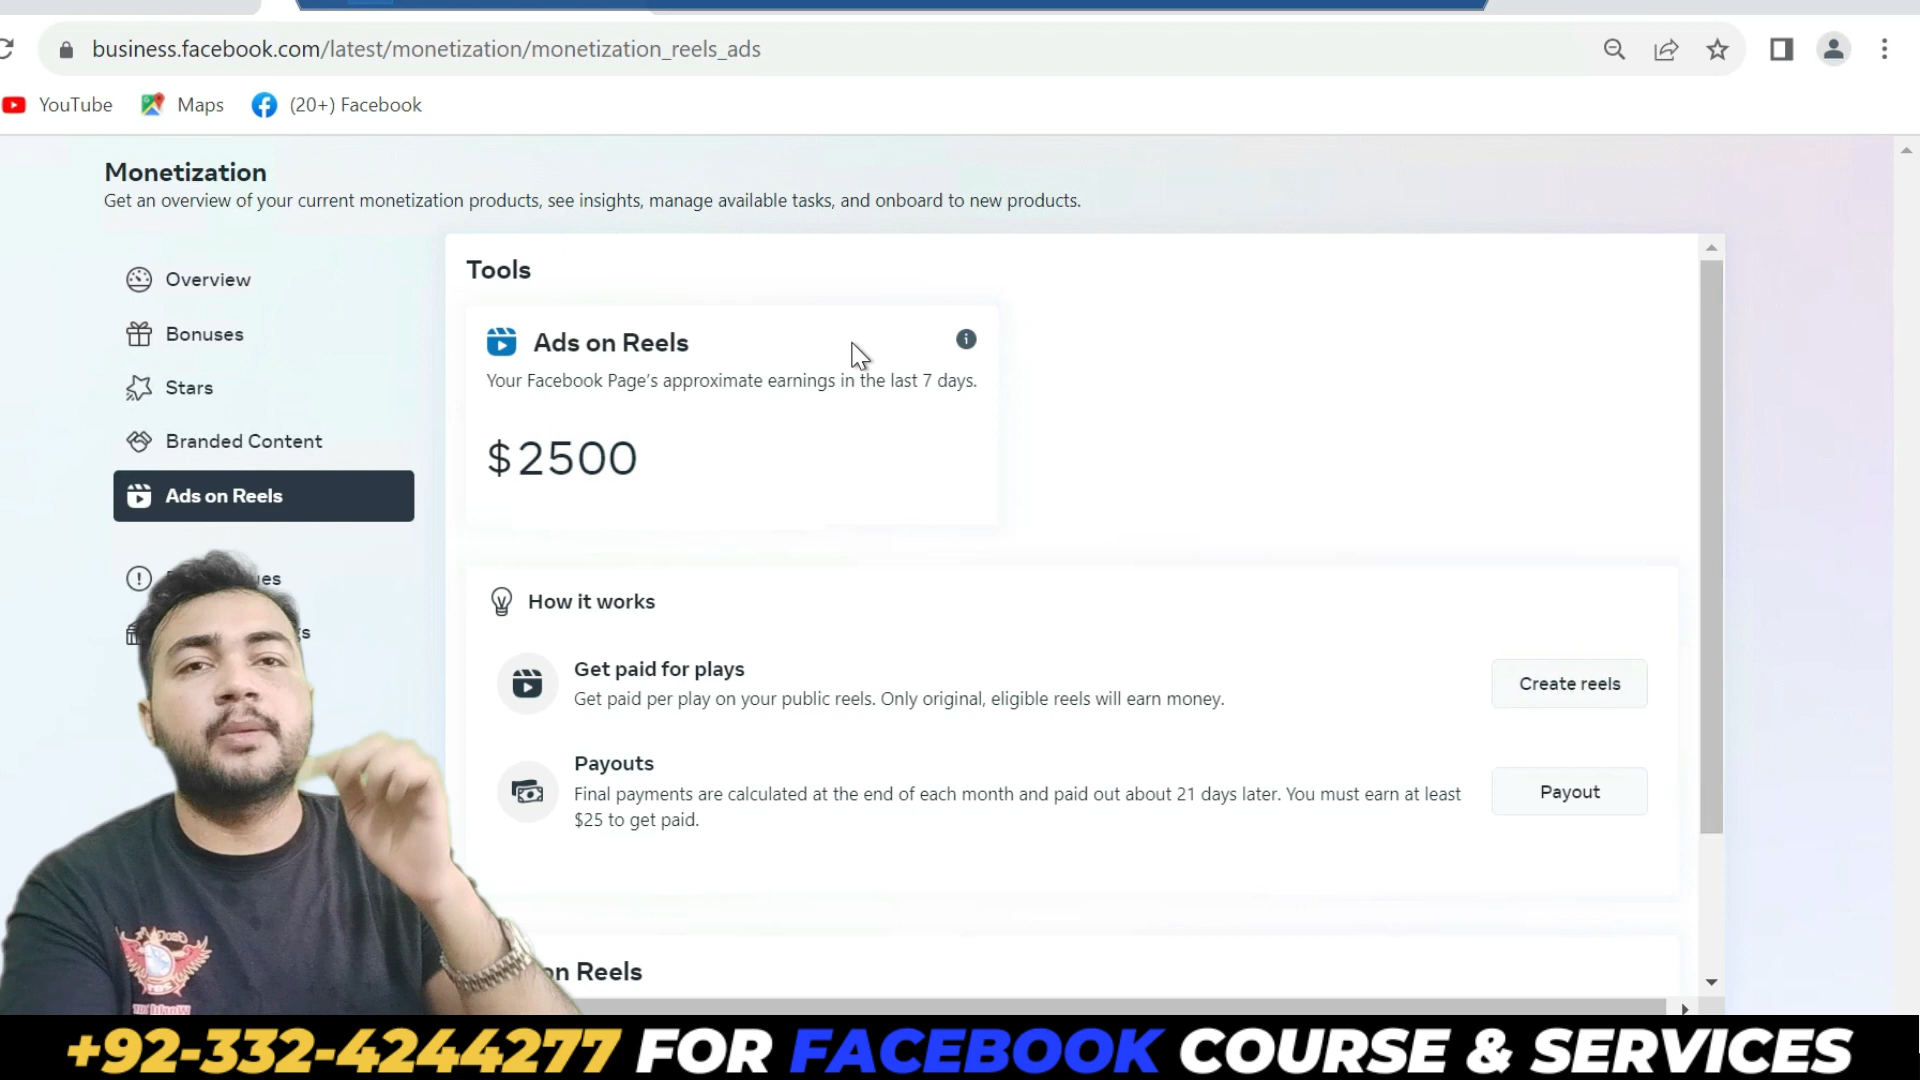 business.facebook.com/latest/monetization/monetization_reels_ads
YouTube
Maps
(20+) Facebook
Monetization
Get an overview of your current monetization products, see insights, manage available tasks, and onboard to new products.
Overview
Bonuses
Stars
Branded Content
Ads on Reels
Tools
Ads on Reels
Your Facebook Page's approximate earnings in the last 7 days.
$2500
How it works
Get paid for plays
Get paid per play on your public reels. Only original, eligible reels will earn money.
Create reels
Payouts
Final payments are calculated at the end of each month and paid out about 21 days later. You must earn at least
$25 to get paid.
Payout
on Reels
+92-332-4244277 FOR FACEBOOK COURSE & SERVICES